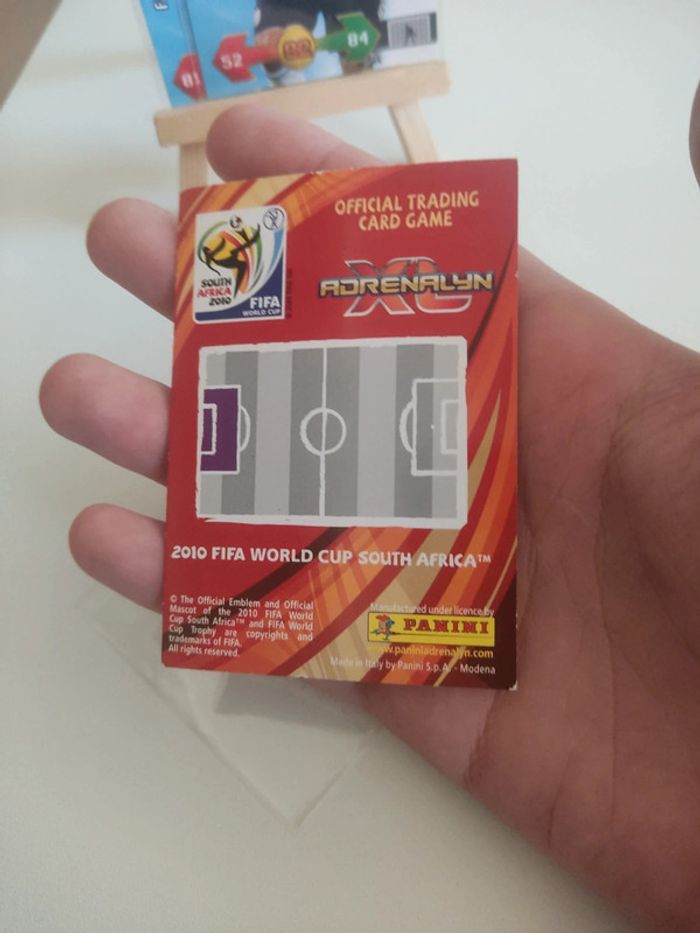 81
52
84
OFFICIAL TRADING
CARD GAME
SOUTH
AFRICA
2010
FIFA
WORLD CUP
ADRENALYN
XL
2010 FIFA WORLD CUP SOUTH AFRICA™
© The Official Emblem and Official
Mascot of the 2010 FIFA World
Cup South Africa™ and FIFA World
Cup Trophy are copyrights and
trademarks of FIFA.
All rights reserved.
Manufactured under licence by
PANINI
www.paniniadrenalyn.com
Made in Italy by Panini S.p.A. - Modena